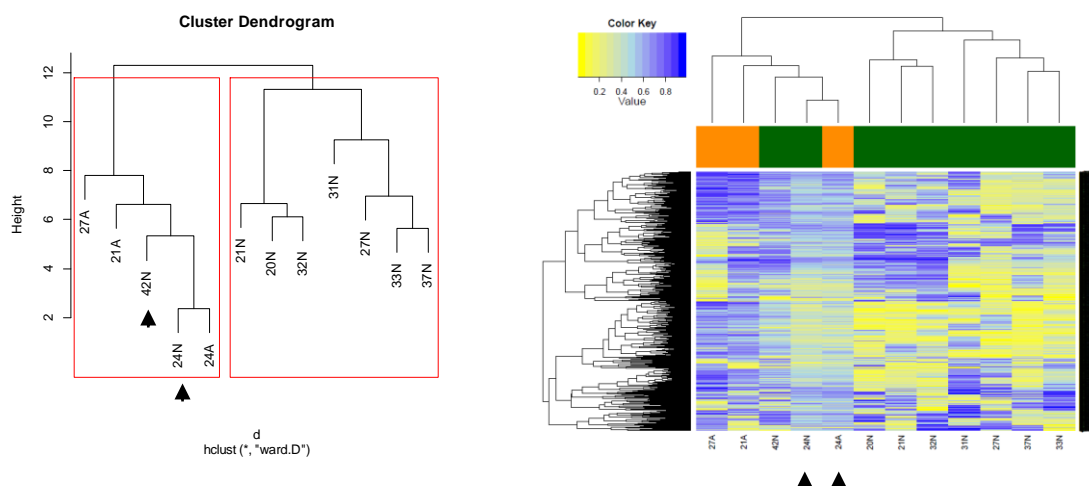 Cluster Dendrogram
Height
12
10
8
6
4
2
27A
21A
42N
24N
24A
21N
20N
32N
31N
27N
33N
37N
d
hclust (*, "ward.D")
Color Key
0.2 0.4 0.6 0.8
Value
27A 21A 42N 24N 24A 20N 21N 32N 31N 27N 37N 33N